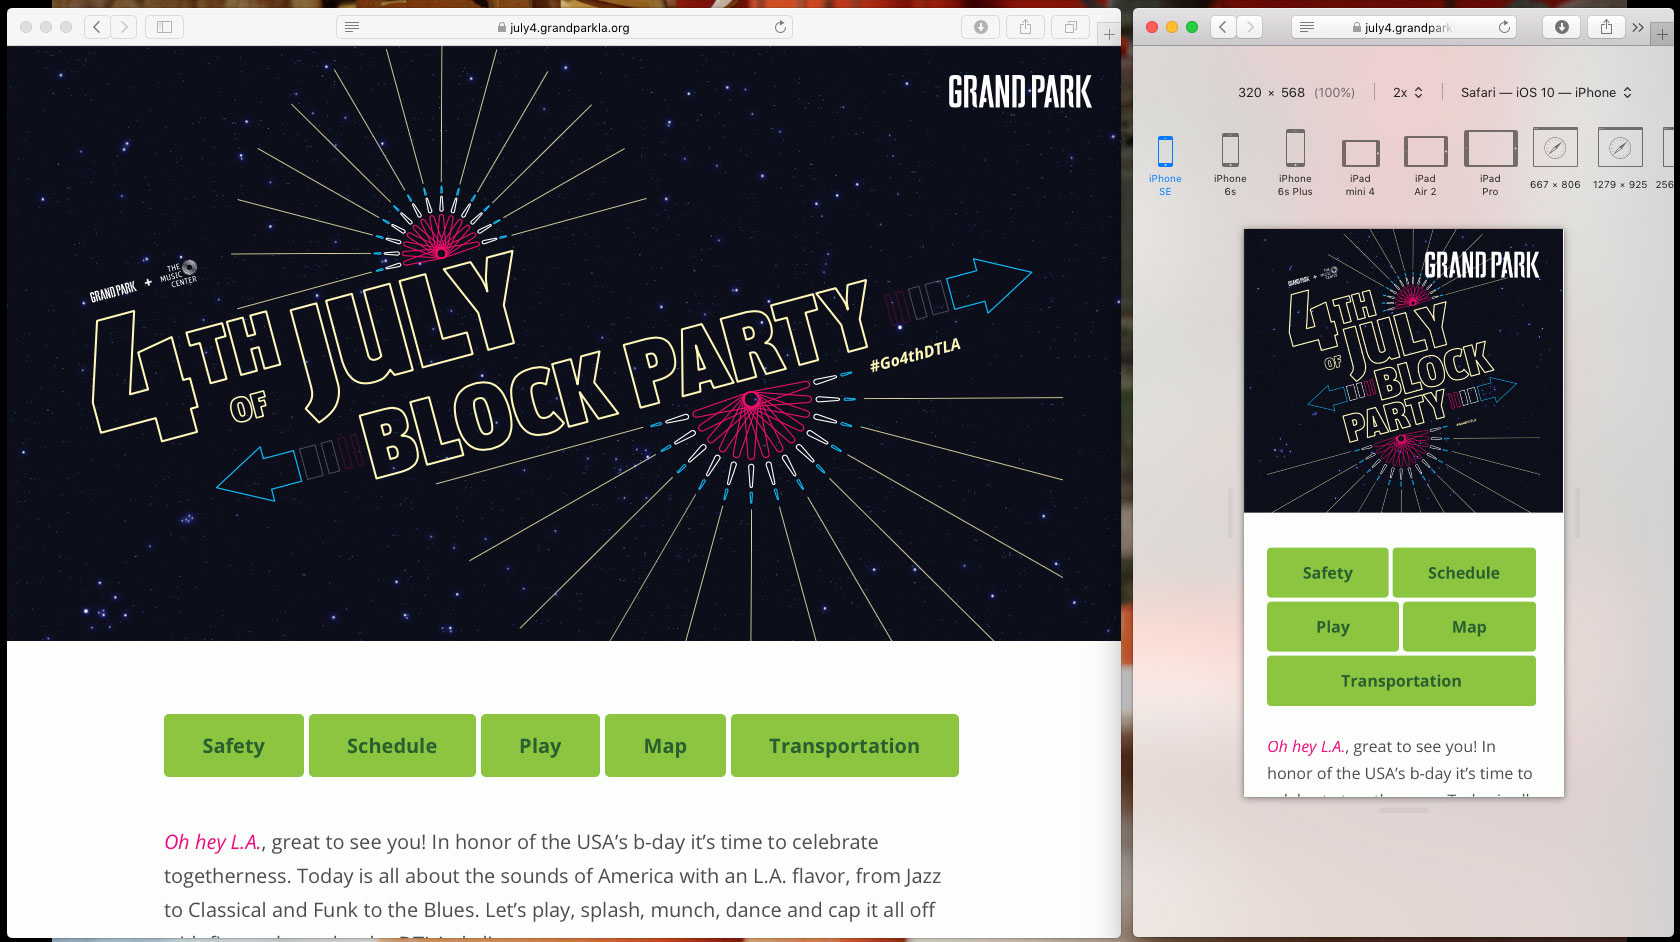 july4.grandparkla.org
GRAND PARK
GRAND PARK + THE MUSIC CENTER
4TH OF JULY
BLOCK PARTY
#Go4thDTLA
Safety
Schedule
Play
Map
Transportation
Oh hey L.A., great to see you! In honor of the USA’s b-day it’s time to celebrate
togetherness. Today is all about the sounds of America with an L.A. flavor, from Jazz
to Classical and Funk to the Blues. Let’s play, splash, munch, dance and cap it all off
july4.grandpark
320 × 568 (100%)
2x
Safari — iOS 10 — iPhone
iPhone SE
iPhone 6s
iPhone 6s Plus
iPad mini 4
iPad Air 2
iPad Pro
667 × 806
1279 × 925
256
GRAND PARK
4TH
OF JULY
BLOCK
PARTY
Safety
Schedule
Play
Map
Transportation
Oh hey L.A., great to see you! In
honor of the USA’s b-day it’s time to